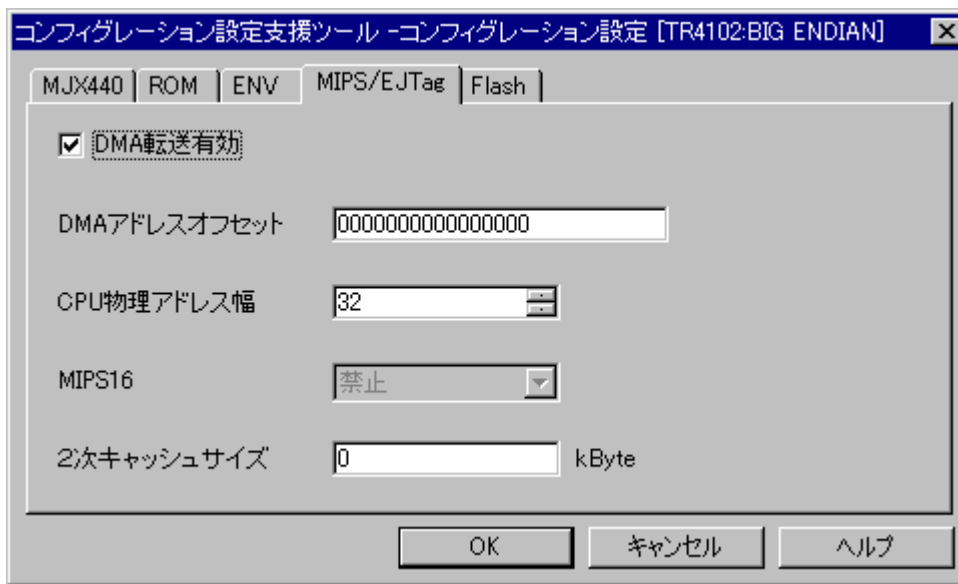 コンフィグレーション設定支援ツール -コンフィグレーション設定 [TR4102:BIG ENDIAN]
MJX440 ROM ENV MIPS/EJTag Flash
DMA転送有効
DMAアドレスオフセット 0000000000000000
CPU物理アドレス幅 32
MIPS16 禁止
2次キャッシュサイズ 0 kByte
OK キャンセル ヘルプ